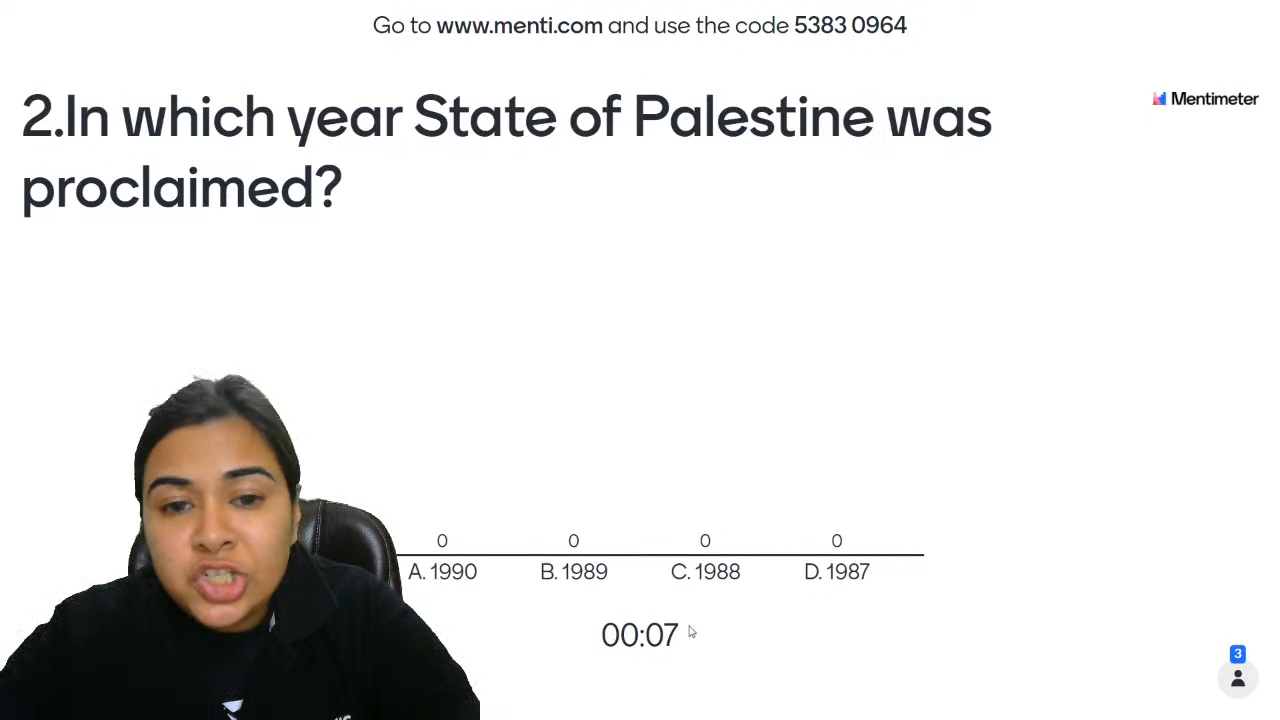 Go to www.menti.com and use the code 5383 0964
2.In which year State of Palestine was
proclaimed?
Mentimeter
0 0 0 0
A. 1990 B. 1989 C. 1988 D. 1987
00:07
3